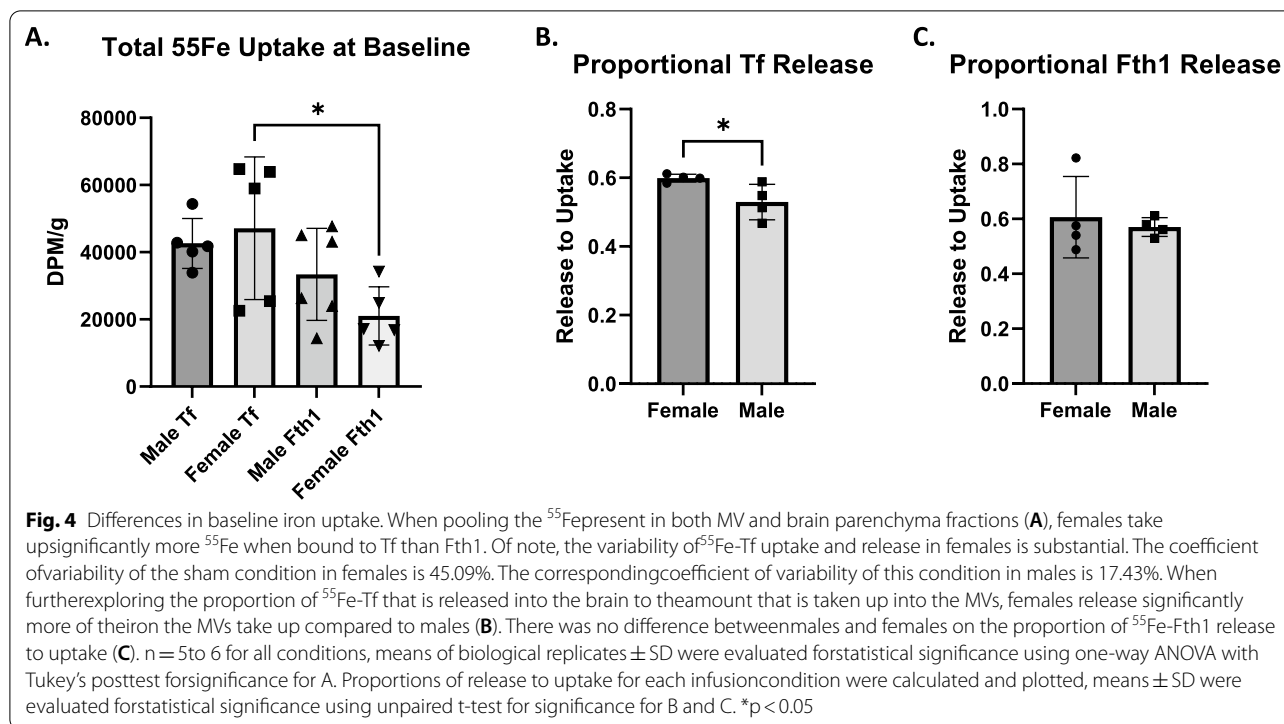 A.
Total 55Fe Uptake at Baseline
80000
60000
40000
20000
0
DPM/g
*
Male Tf
Female Tf
Male Fth1
Female Fth1
B.
Proportional Tf Release
0.8
0.6
0.4
0.2
0.0
Release to Uptake
*
Female
Male
C.
Proportional Fth1 Release
1.0
0.8
0.6
0.4
0.2
0.0
Release to Uptake
Female
Male
Fig. 4 Differences in baseline iron uptake. When pooling the ⁵⁵Fepresent in both MV and brain parenchyma fractions (A), females take
upsignificantly more ⁵⁵Fe when bound to Tf than Fth1. Of note, the variability of⁵⁵Fe-Tf uptake and release in females is substantial. The coefficient
ofvariability of the sham condition in females is 45.09%. The correspondingcoefficient of variability of this condition in males is 17.43%. When
furtherexploring the proportion of ⁵⁵Fe-Tf that is released into the brain to theamount that is taken up into the MVs, females release significantly
more of theiron the MVs take up compared to males (B). There was no difference betweenmales and females on the proportion of ⁵⁵Fe-Fth1 release
to uptake (C). n = 5to 6 for all conditions, means of biological replicates ± SD were evaluated forstatistical significance using one-way ANOVA with
Tukey's posttest forsignificance for A. Proportions of release to uptake for each infusioncondition were calculated and plotted, means ± SD were
evaluated forstatistical significance using unpaired t-test for significance for B and C. *p < 0.05